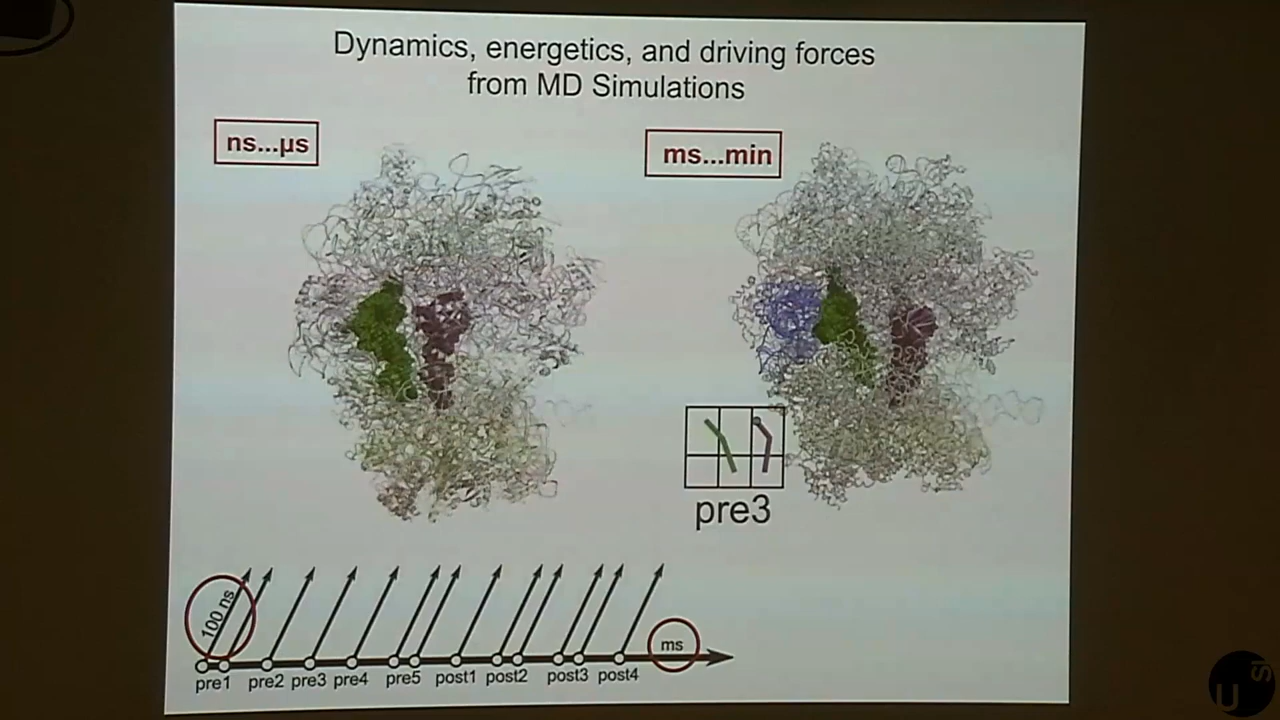 Dynamics, energetics, and driving forces
from MD Simulations
ns...µs
ms...min
pre3
100 ns
ms
pre1 pre2 pre3 pre4 pre5 post1 post2 post3 post4
U SI